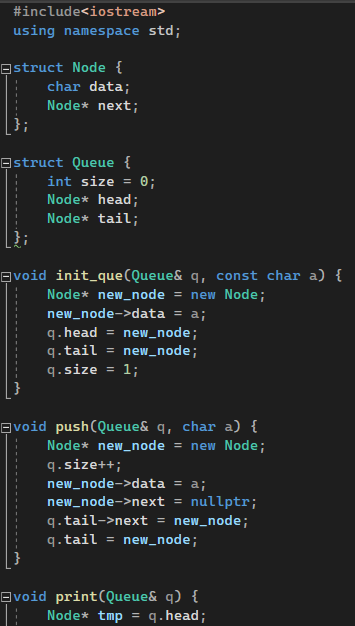 #include<iostream>
using namespace std;
struct Node {
char data;
Node* next;
};
struct Queue {
int size = 0;
Node* head;
Node* tail;
};
void init_que(Queue& q, const char a) {
Node* new_node = new Node;
new_node->data = a;
q.head = new_node;
q.tail = new_node;
q.size = 1;
}
void push(Queue& q, char a) {
Node* new_node = new Node;
q.size++;
new_node->data = a;
new_node->next = nullptr;
q.tail->next = new_node;
q.tail = new_node;
}
void print(Queue& q) {
Node* tmp = q.head;